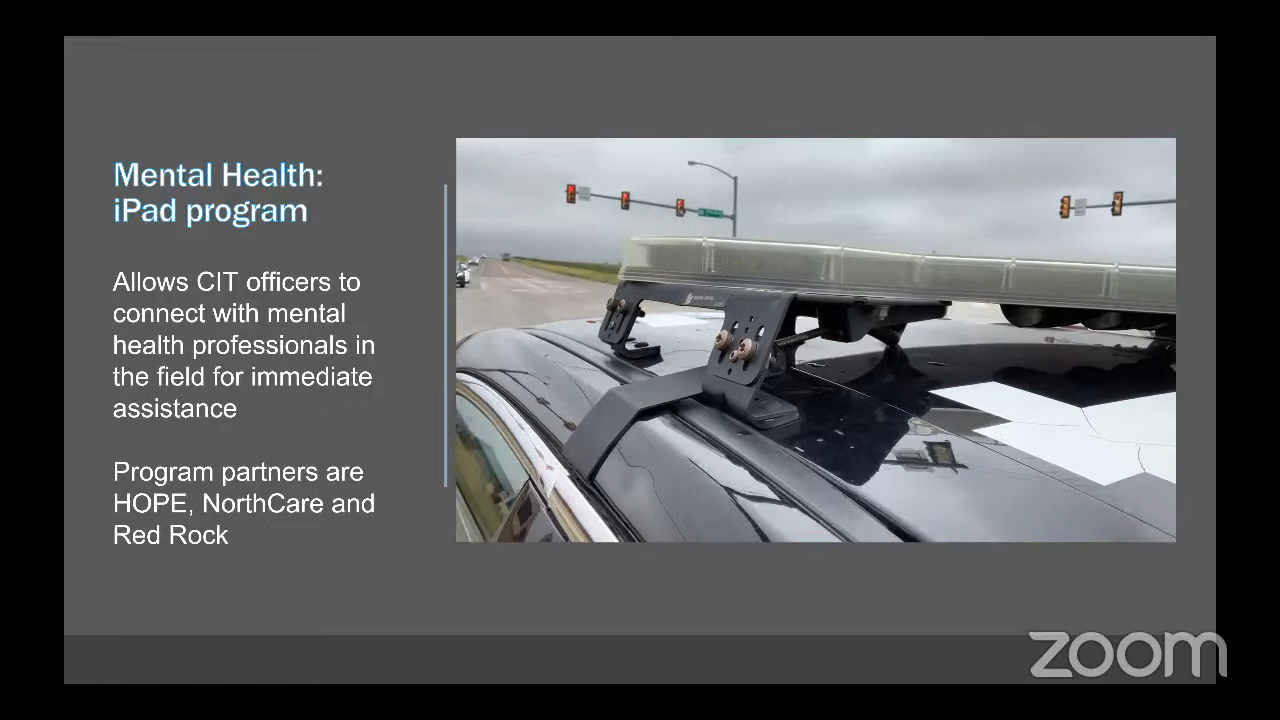 Mental Health:
iPad program
Allows CIT officers to
connect with mental
health professionals in
the field for immediate
assistance
Program partners are
HOPE, NorthCare and
Red Rock
zoom